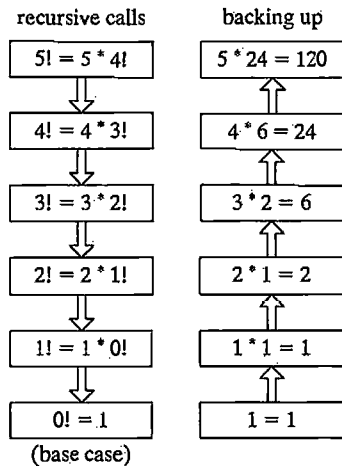 recursive calls
5! = 5 * 4!
4! = 4 * 3!
3! = 3 * 2!
2! = 2 * 1!
1! = 1 * 0!
0! = 1
(base case)
backing up
5 * 24 = 120
4 * 6 = 24
3 * 2 = 6
2 * 1 = 2
1 * 1 = 1
1 = 1